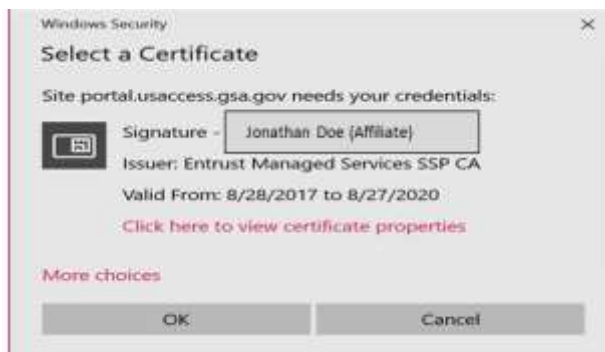 Windows Security
Select a Certificate
Site portal.usaccess.gsa.gov needs your credentials:
Signature - Jonathan Doe (Affiliate)
Issuer: Entrust Managed Services SSP CA
Valid From: 8/28/2017 to 8/27/2020
Click here to view certificate properties
More choices
OK Cancel